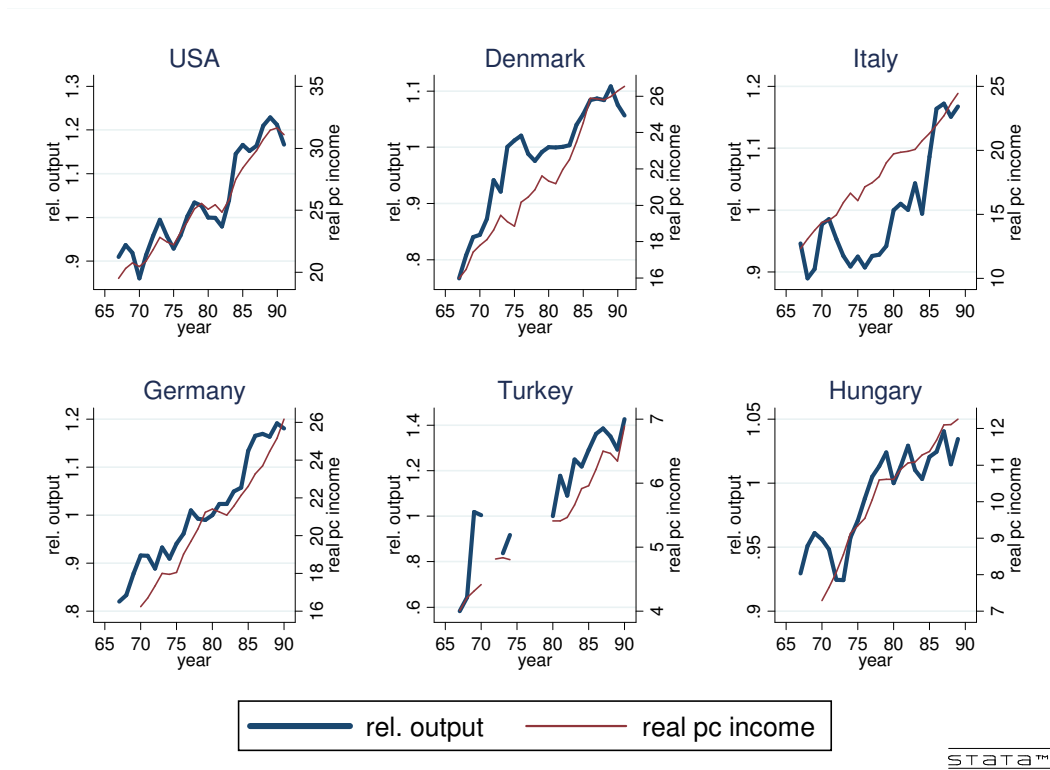 USA
rel. output
.9 1 1.1 1.2 1.3
real pc income
20 25 30 35
65 70 75 80 85 90
year
Denmark
rel. output
.8 .9 1 1.1
real pc income
16 18 20 22 24 26
65 70 75 80 85 90
year
Italy
rel. output
.9 1 1.1 1.2
real pc income
10 15 20 25
65 70 75 80 85 90
year
Germany
rel. output
.8 .9 1 1.1 1.2
real pc income
16 18 20 22 24 26
65 70 75 80 85 90
year
Turkey
rel. output
.6 .8 1 1.2 1.4
real pc income
4 5 6 7
65 70 75 80 85 90
year
Hungary
rel. output
.9 .95 1 1.05
real pc income
7 8 9 10 11 12
65 70 75 80 85 90
year
rel. output real pc income
STATA™